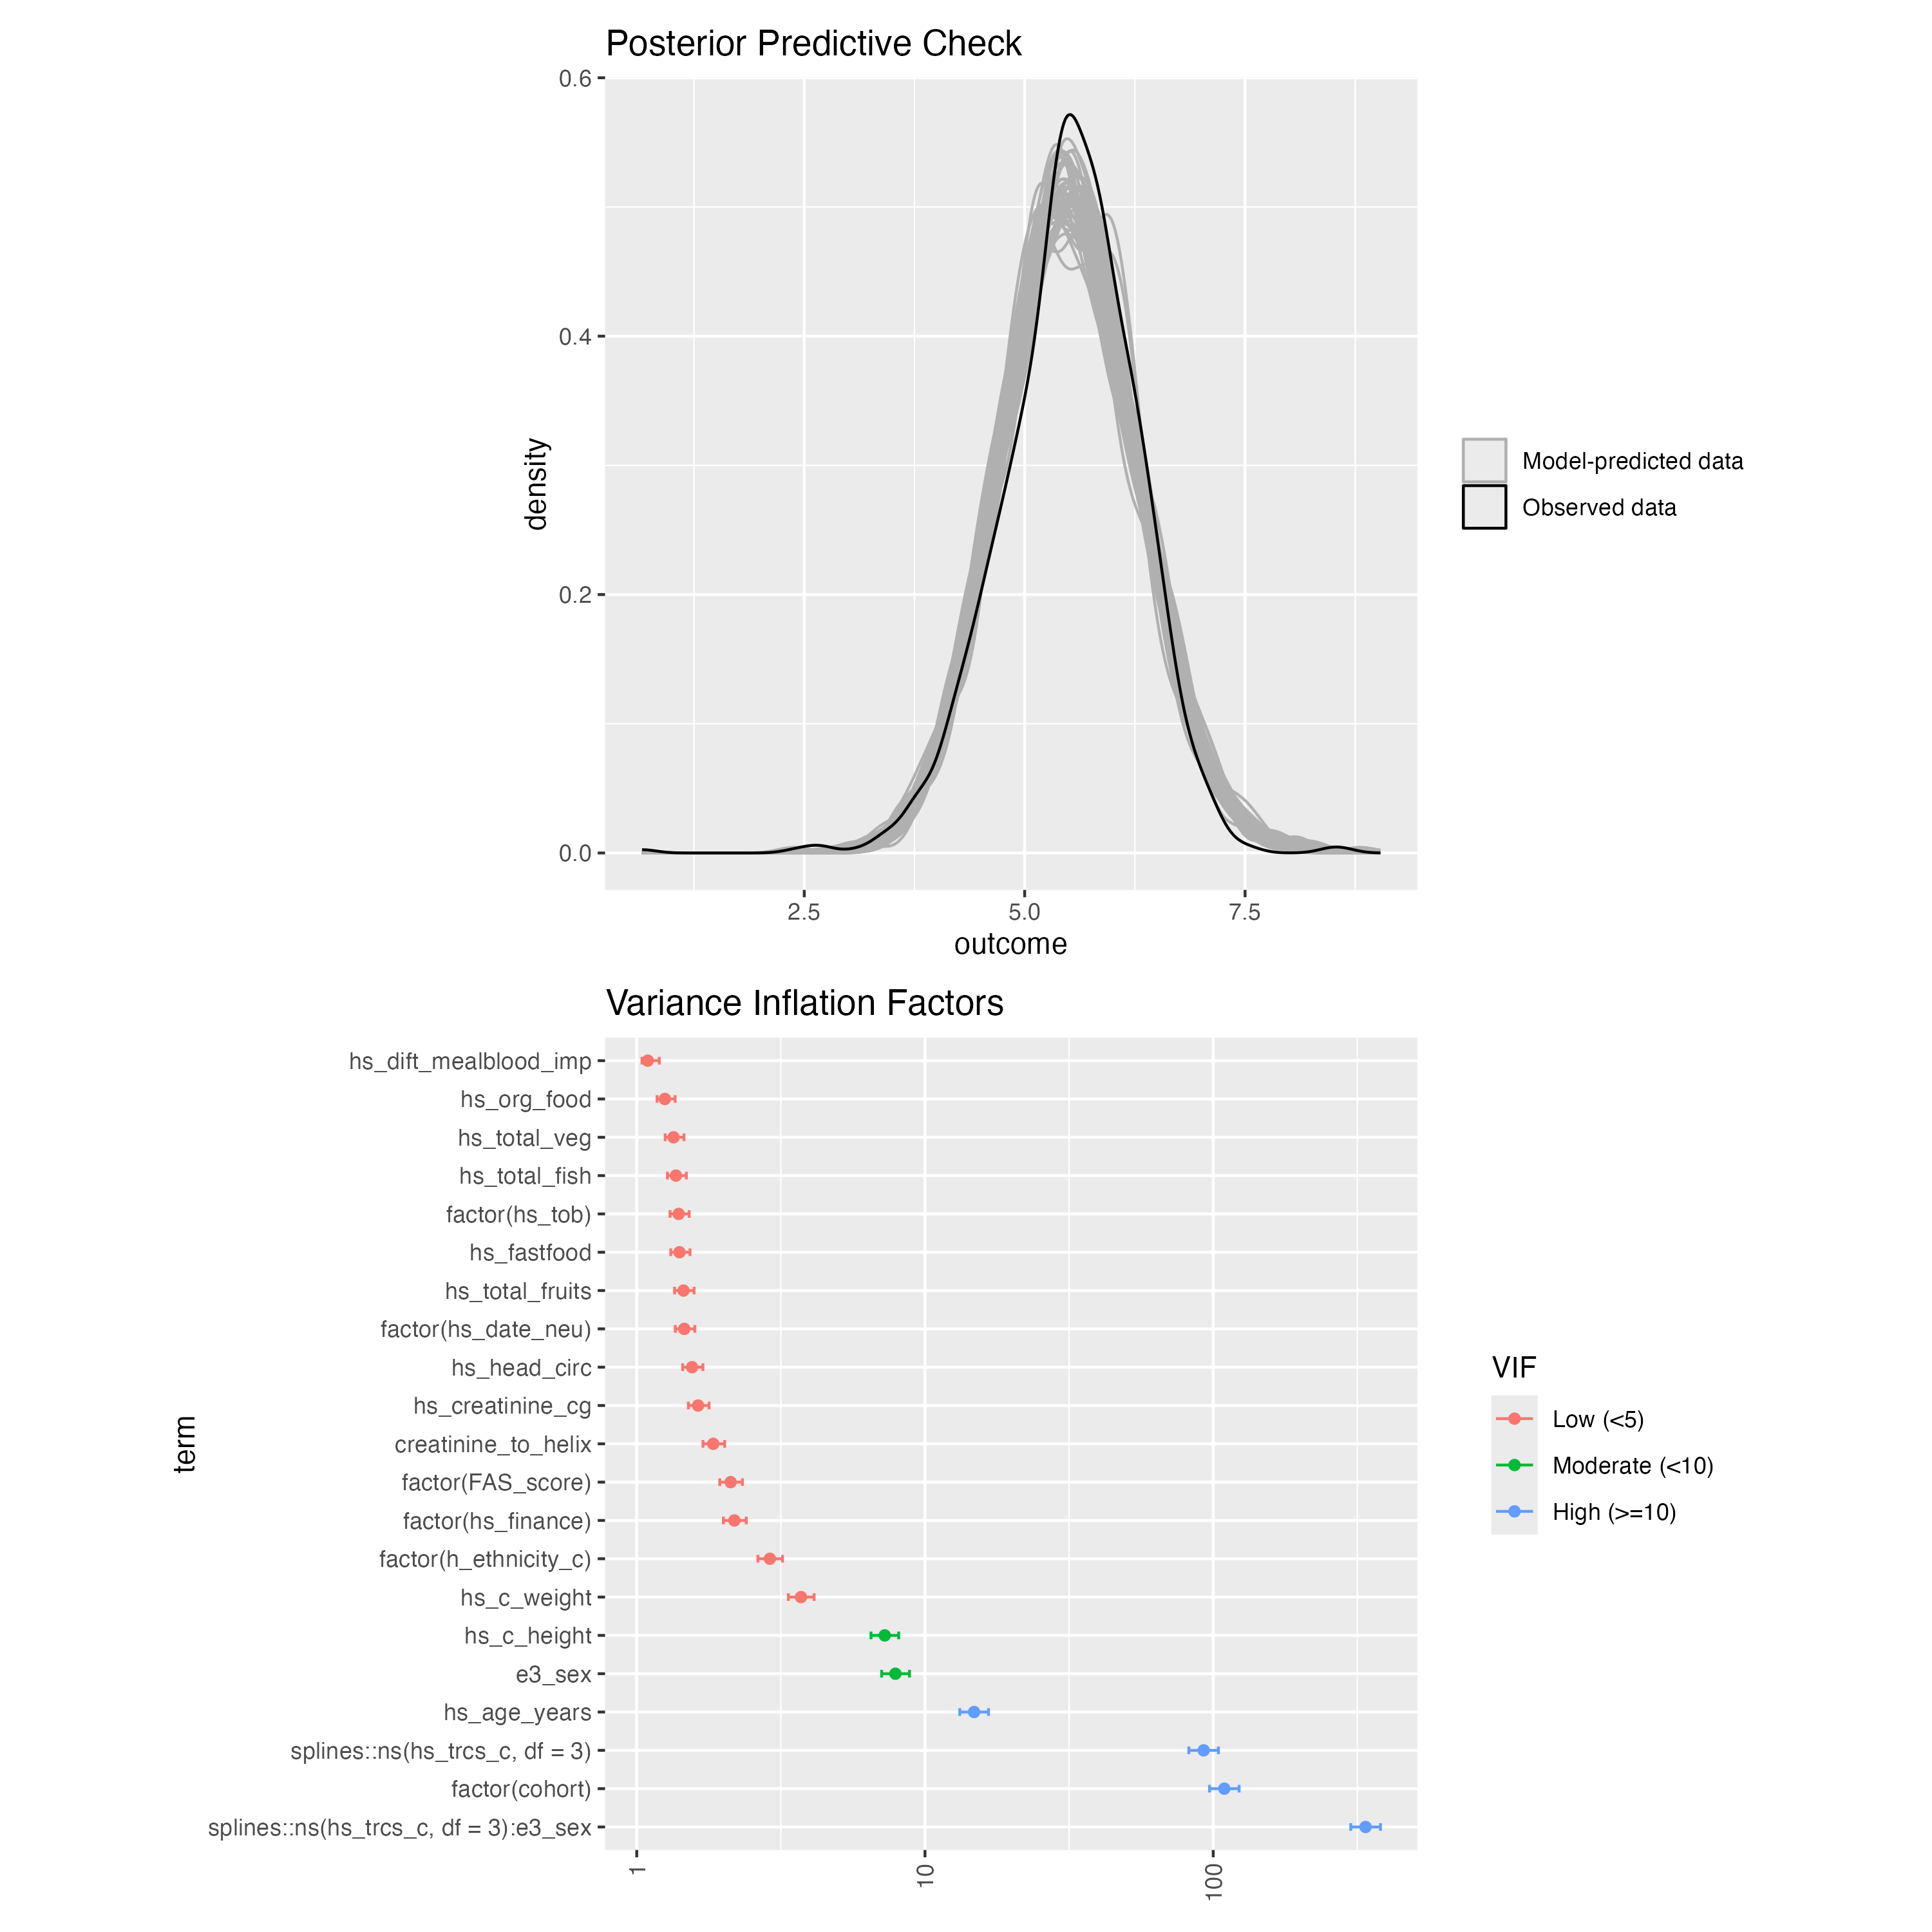 Posterior Predictive Check
0.6
0.4
0.2
0.0
density
2.5 5.0 7.5
outcome
Model-predicted data
Observed data
Variance Inflation Factors
hs_dift_mealblood_imp
hs_org_food
hs_total_veg
hs_total_fish
factor(hs_tob)
hs_fastfood
hs_total_fruits
factor(hs_date_neu)
hs_head_circ
hs_creatinine_cg
creatinine_to_helix
factor(FAS_score)
factor(hs_finance)
factor(h_ethnicity_c)
hs_c_weight
hs_c_height
e3_sex
hs_age_years
splines::ns(hs_trcs_c, df = 3)
factor(cohort)
splines::ns(hs_trcs_c, df = 3):e3_sex
term
1 10 100
VIF
Low (<5)
Moderate (<10)
High (>=10)